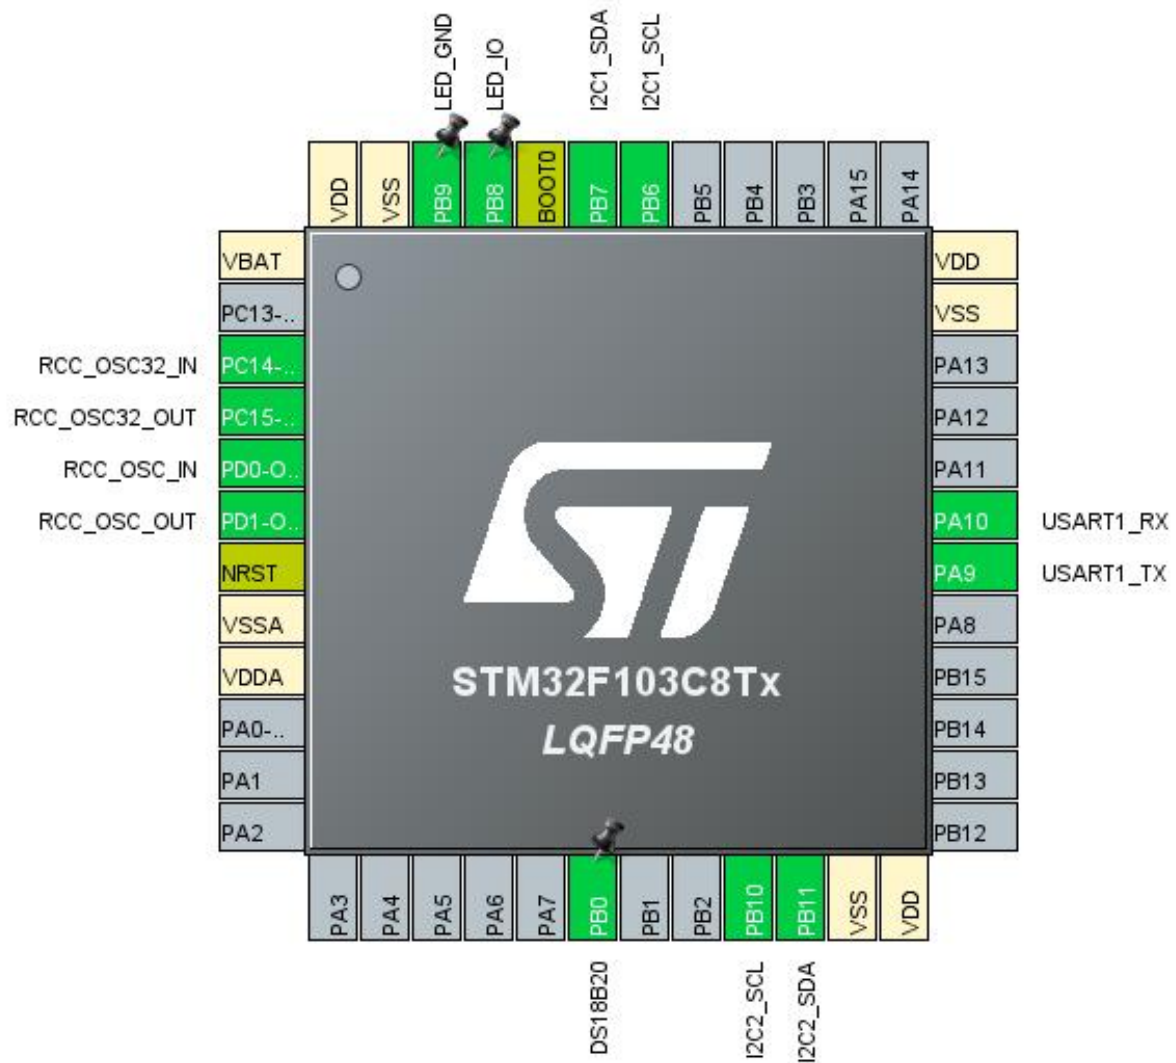 LED_GND
LED_IO
I2C1_SDA
I2C1_SCL
VDD
VSS
PB9
PB8
BOOT0
PB7
PB6
PB5
PB4
PB3
PA15
PA14
VBAT
PC13-..
RCC_OSC32_IN PC14-..
RCC_OSC32_OUT PC15-..
RCC_OSC_IN PD0-O..
RCC_OSC_OUT PD1-O..
NRST
VSSA
VDDA
PA0-..
PA1
PA2
VDD
VSS
PA13
PA12
PA11
PA10 USART1_RX
PA9 USART1_TX
PA8
PB15
PB14
PB13
PB12
ST
STM32F103C8Tx
LQFP48
PA3
PA4
PA5
PA6
PA7
PB0
PB1
PB2
PB10
PB11
VSS
VDD
DS18B20
I2C2_SCL
I2C2_SDA